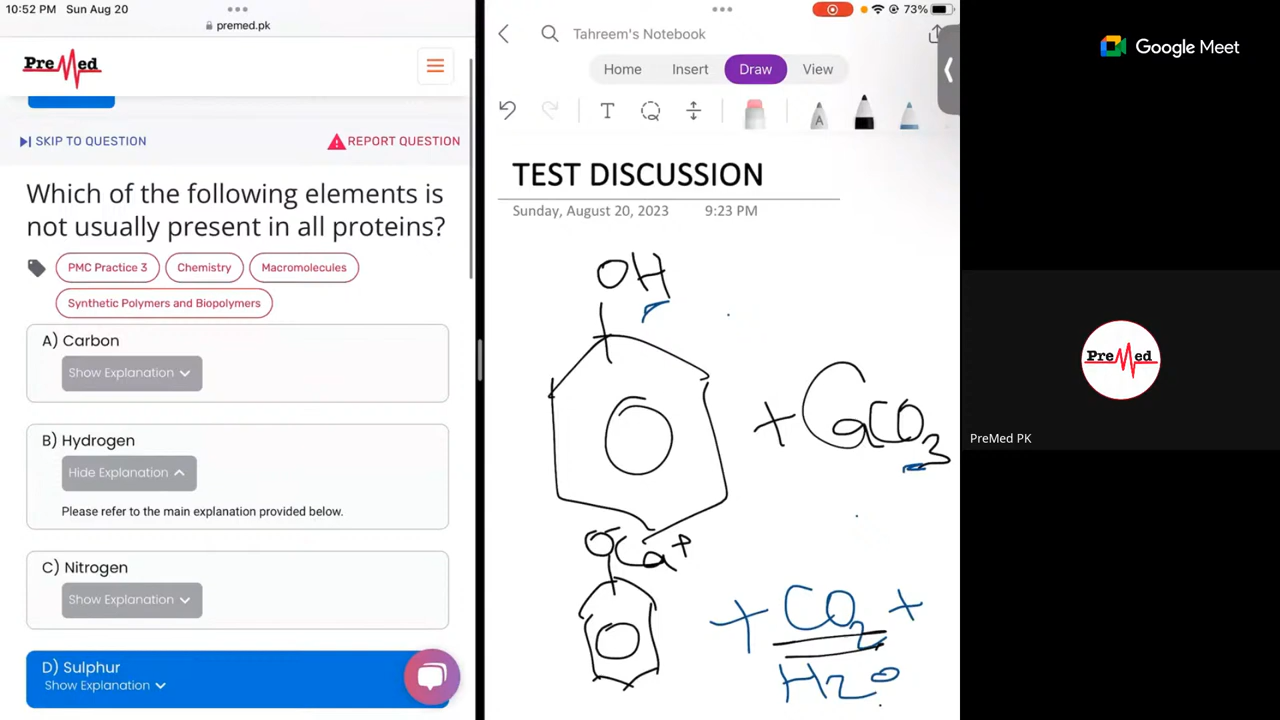 10:52 PM Sun Aug 20
premed.pk
PreMed
SKIP TO QUESTION
REPORT QUESTION
Which of the following elements is
not usually present in all proteins?
PMC Practice 3
Chemistry
Macromolecules
Synthetic Polymers and Biopolymers
A) Carbon
Show Explanation
B) Hydrogen
Hide Explanation
Please refer to the main explanation provided below.
C) Nitrogen
Show Explanation
D) Sulphur
Show Explanation
73%
Tahreem's Notebook
Home Insert Draw View
T
A
TEST DISCUSSION
Sunday, August 20, 2023 9:23 PM
OH
+ CaCO3
OCa+
+ CO2 +
H2O
Google Meet
PreMed
PreMed PK